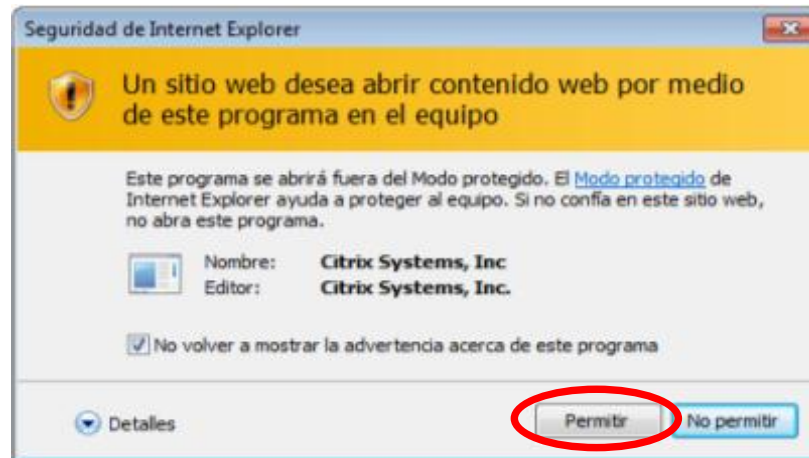 Seguridad de Internet Explorer
Un sitio web desea abrir contenido web por medio
de este programa en el equipo
Este programa se abrirá fuera del Modo protegido. El Modo protegido de
Internet Explorer ayuda a proteger al equipo. Si no confía en este sitio web,
no abra este programa.
Nombre: Citrix Systems, Inc
Editor: Citrix Systems, Inc.
No volver a mostrar la advertencia acerca de este programa
Detalles Permitir No permitir